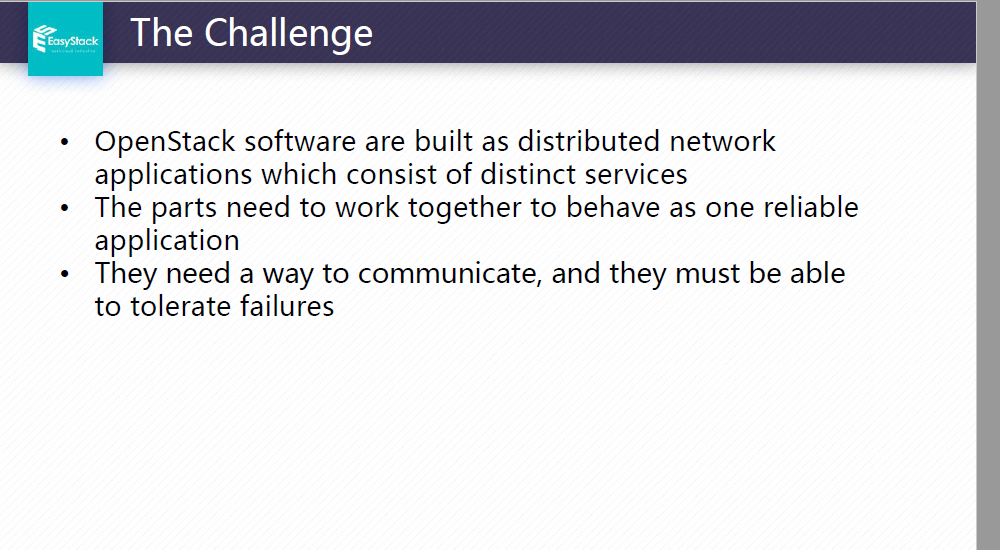 EasyStack
The Challenge
• OpenStack software are built as distributed network
applications which consist of distinct services
• The parts need to work together to behave as one reliable
application
• They need a way to communicate, and they must be able
to tolerate failures